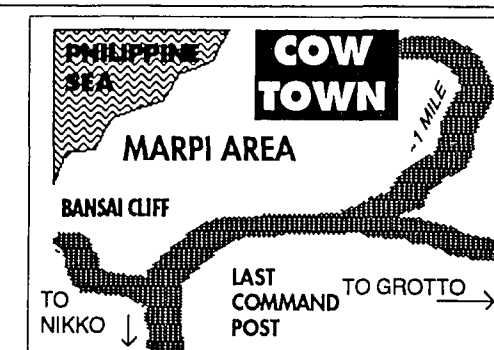 PHILIPPINE
SEA
COW
TOWN
~1 MILE
MARPI AREA
BANSAI CLIFF
LAST
COMMAND
POST
TO GROTTO
TO
NIKKO